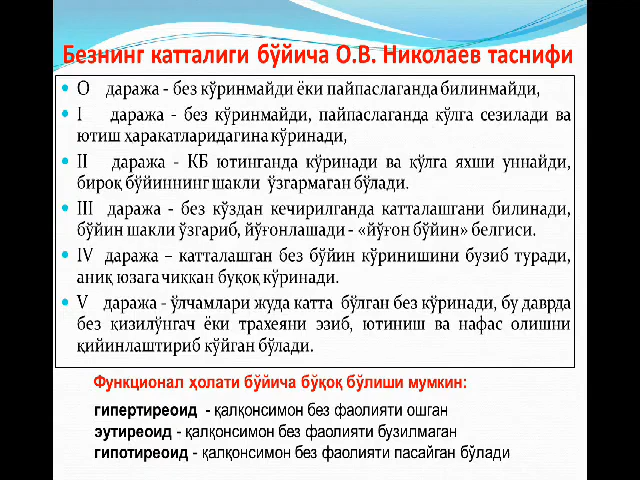 Безнинг катталиги бўйича О.В. Николаев таснифи
• О даража - без кўринмайди ёки пайпаслаганда билинмайди,
• I даража - без кўринмайди, пайпаслаганда қўлга сезилади ва
ютиш ҳаракатларидагина кўринади,
• II даража - КБ ютинганда кўринади ва қўлга яхши уннайди,
бироқ бўйиннинг шакли ўзгармаган бўлади.
• III даража - без кўздан кечирилганда катталашгани билинади,
бўйин шакли ўзгариб, йўғонлашади - «йўғон бўйин» белгиси.
• IV даража – катталашган без бўйин кўринишини бузиб туради,
аниқ юзага чиққан буқоқ кўринади.
• V даража - ўлчамлари жуда катта бўлган без кўринади, бу даврда
без қизилўнгач ёки трахеяни эзиб, ютиниш ва нафас олишни
қийинлаштириб қўйган бўлади.
Функционал ҳолати бўйича бўқоқ бўлиши мумкин:
гипертиреоид - қалқонсимон без фаолияти ошган
эутиреоид - қалқонсимон без фаолияти бузилмаган
гипотиреоид - қалқонсимон без фаолияти пасайган бўлади